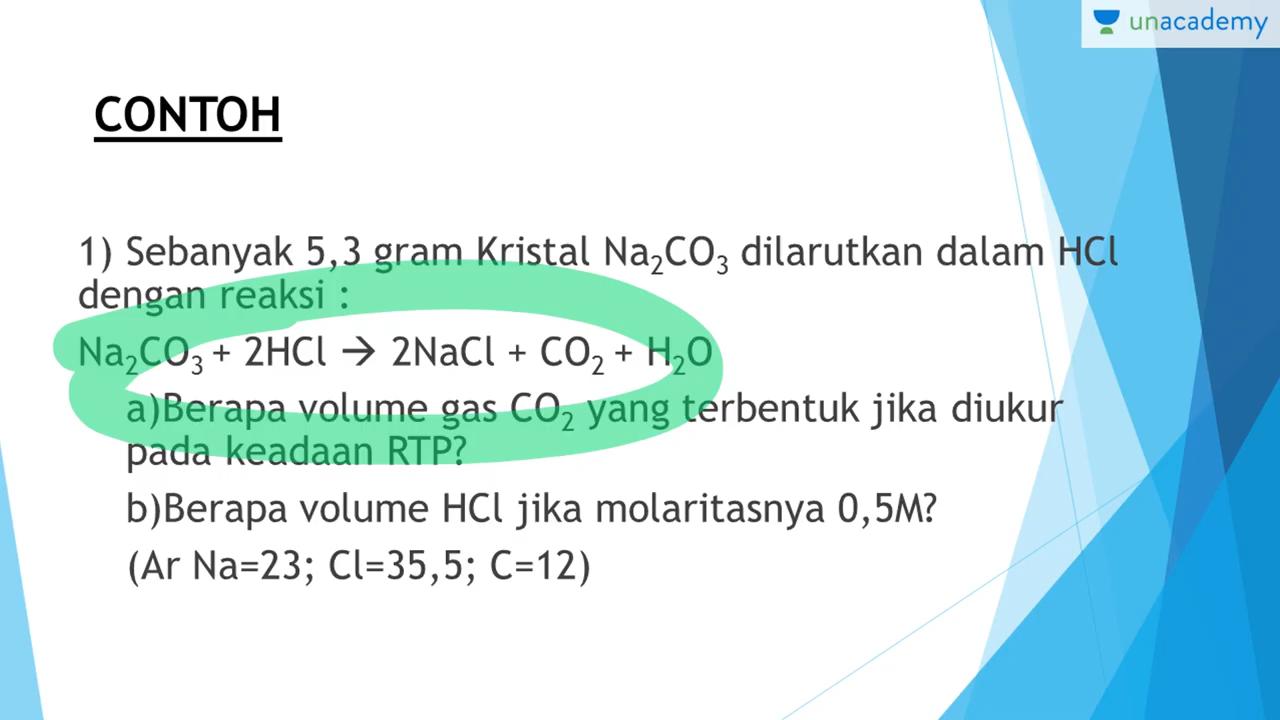 unacademy
CONTOH
1) Sebanyak 5,3 gram Kristal Na₂CO₃ dilarutkan dalam HCl
dengan reaksi :
Na₂CO₃ + 2HCl → 2NaCl + CO₂ + H₂O
a)Berapa volume gas CO₂ yang terbentuk jika diukur
pada keadaan RTP?
b)Berapa volume HCl jika molaritasnya 0,5M?
(Ar Na=23; Cl=35,5; C=12)